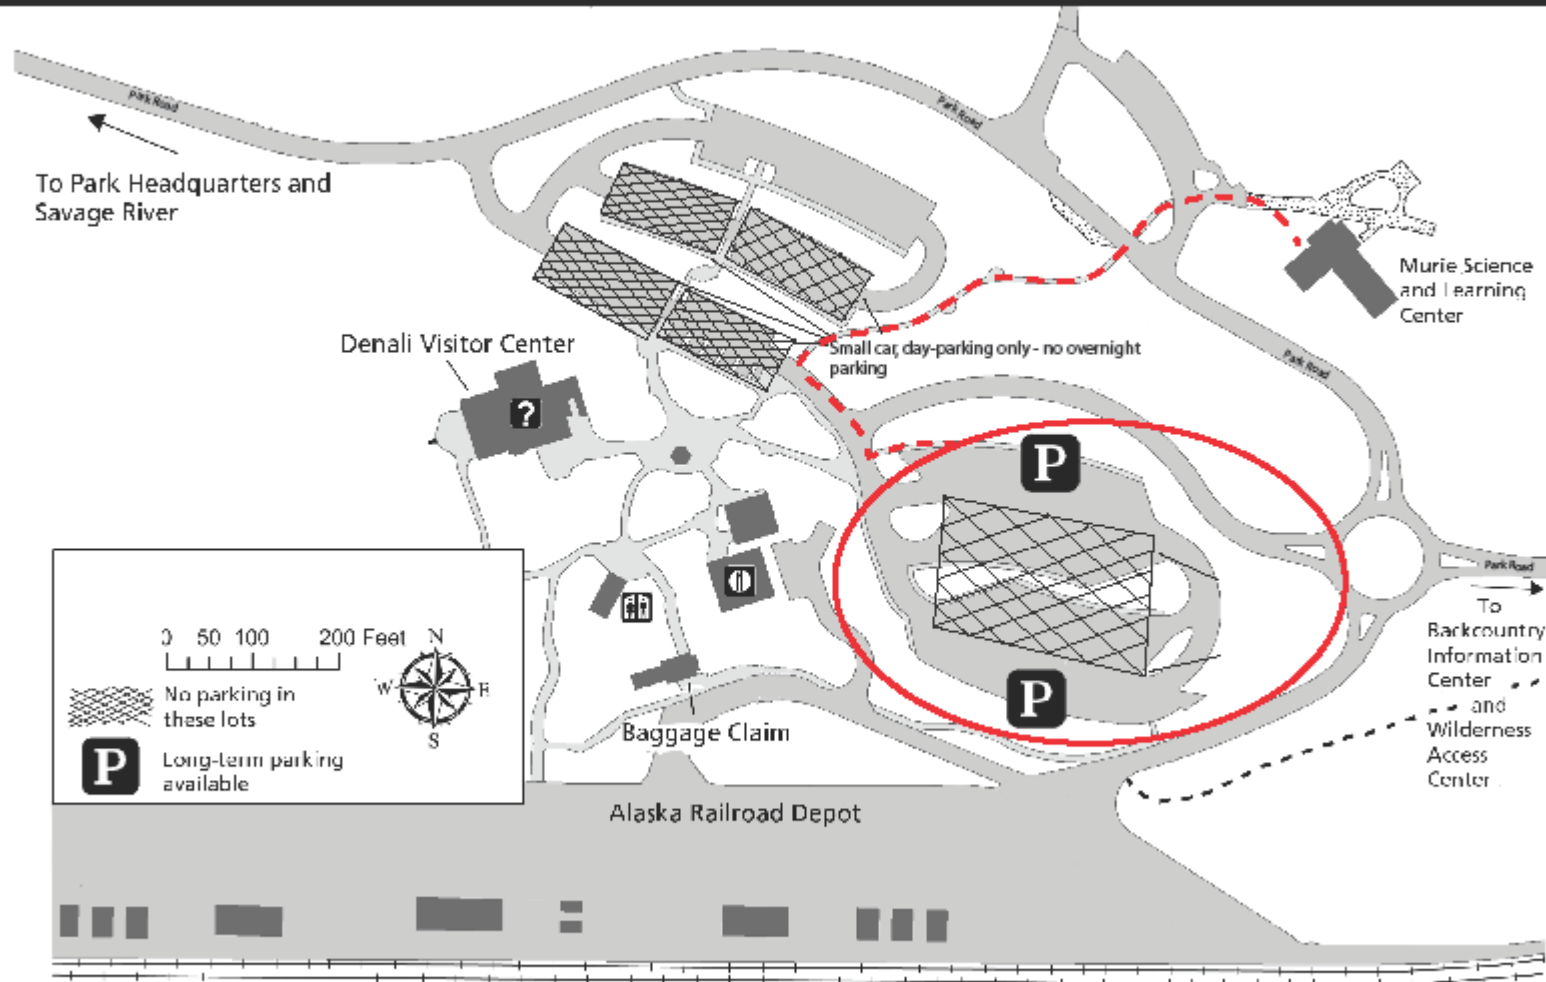 Park Road
Park Road
To Park Headquarters and
Savage River
Murie Science
and Learning
Center
Denali Visitor Center
Small car, day-parking only - no overnight
parking
Park Road
?
P
Park Road
To
Backcountry
Information
Center
and
Wilderness
Access
Center
0 50 100 200 Feet
N
W E
S
No parking in
these lots
P
Long-term parking
available
P
Baggage Claim
Alaska Railroad Depot